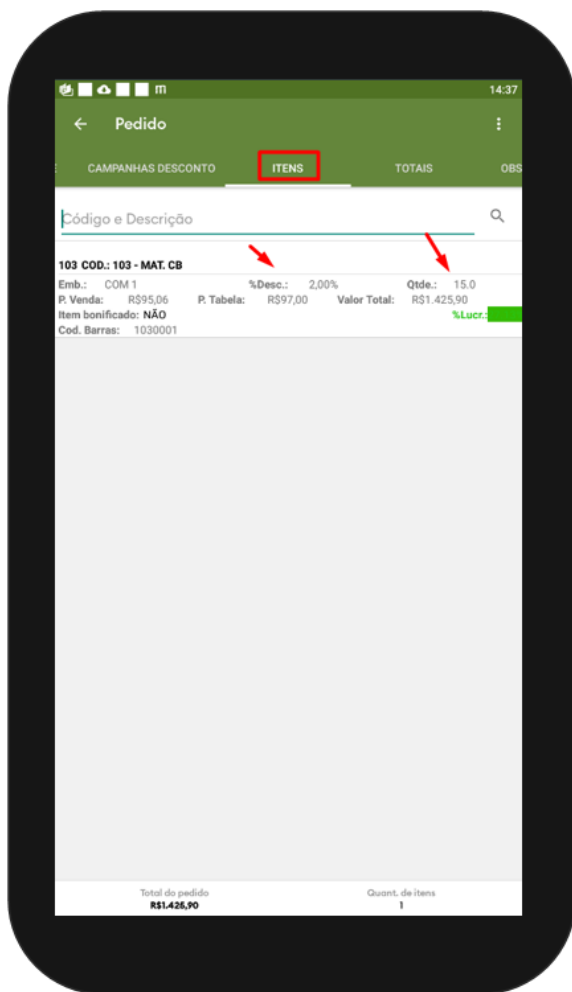 14:37
Pedido
CAMPANHAS DESCONTO ITENS TOTAIS OBS
Código e Descrição
103 COD.: 103 - MAT. CB
Emb.: COM 1 %Desc.: 2,00% Qtde.: 15.0
P. Venda: R$95,06 P. Tabela: R$97,00 Valor Total: R$1.425,90
Item bonificado: NÃO %Lucr.:
Cod. Barras: 1030001
Total do pedido Quant. de itens
R$1.425,90 1